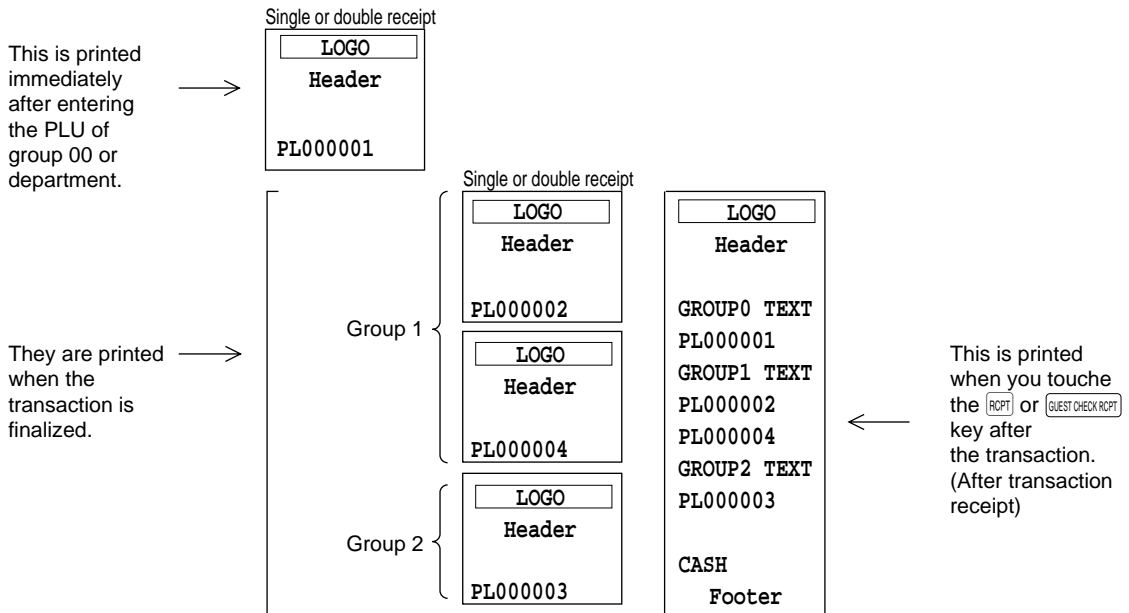 Single or double receipt
This is printed
immediately
after entering
the PLU of
group 00 or
department.
LOGO
Header
PL000001
Single or double receipt
They are printed
when the
transaction is
finalized.
Group 1
LOGO
Header
PL000002
LOGO
Header
PL000004
Group 2
LOGO
Header
PL000003
LOGO
Header
GROUP0 TEXT
PL000001
GROUP1 TEXT
PL000002
PL000004
GROUP2 TEXT
PL000003
CASH
Footer
This is printed
when you touche
the RCPT or GUEST CHECK RCPT
key after
the transaction.
(After transaction
receipt)